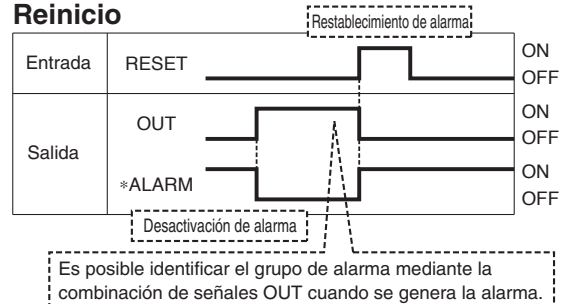 Reinicio
Restablecimiento de alarma
Entrada
RESET
ON
OFF
Salida
OUT
ON
OFF
*ALARM
ON
OFF
Desactivación de alarma
Es posible identificar el grupo de alarma mediante la
combinación de señales OUT cuando se genera la alarma.